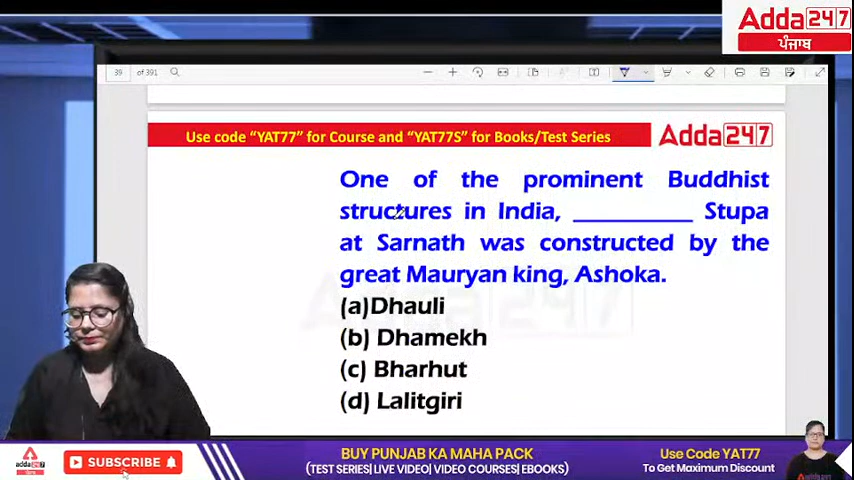 Adda247
ਪੰਜਾਬ
39 of 391
Use code "YAT77" for Course and "YAT77S" for Books/Test Series
Adda247
One of the prominent Buddhist
structures in India, __________ Stupa
at Sarnath was constructed by the
great Mauryan king, Ashoka.
(a)Dhauli
(b) Dhamekh
(c) Bharhut
(d) Lalitgiri
Adda247
adda247
SUBSCRIBE
BUY PUNJAB KA MAHA PACK
(TEST SERIES| LIVE VIDEO| VIDEO COURSES| EBOOKS)
Use Code YAT77
To Get Maximum Discount